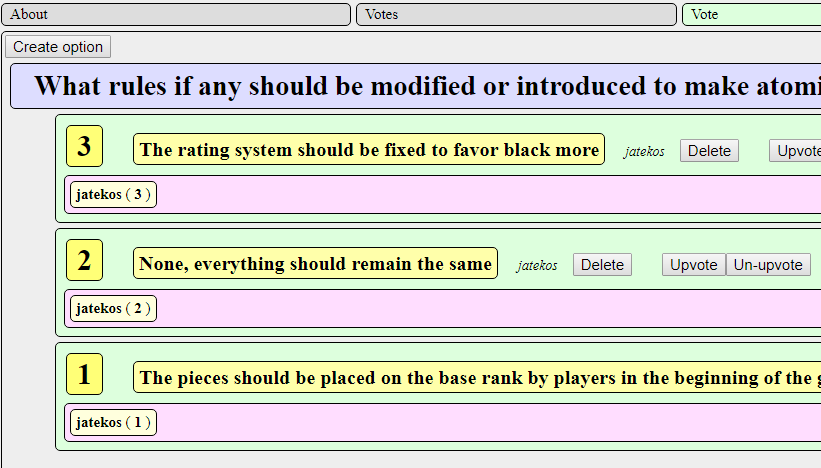 About Votes Vote
Create option
What rules if any should be modified or introduced to make
3 The rating system should be fixed to favor black more jatekos Delete
jatekos ( 3 )
2 None, everything should remain the same jatekos Delete Upvote Un-upvote
jatekos ( 2 )
1 The pieces should be placed on the base rank by players in the beginning of the
jatekos ( 1 )